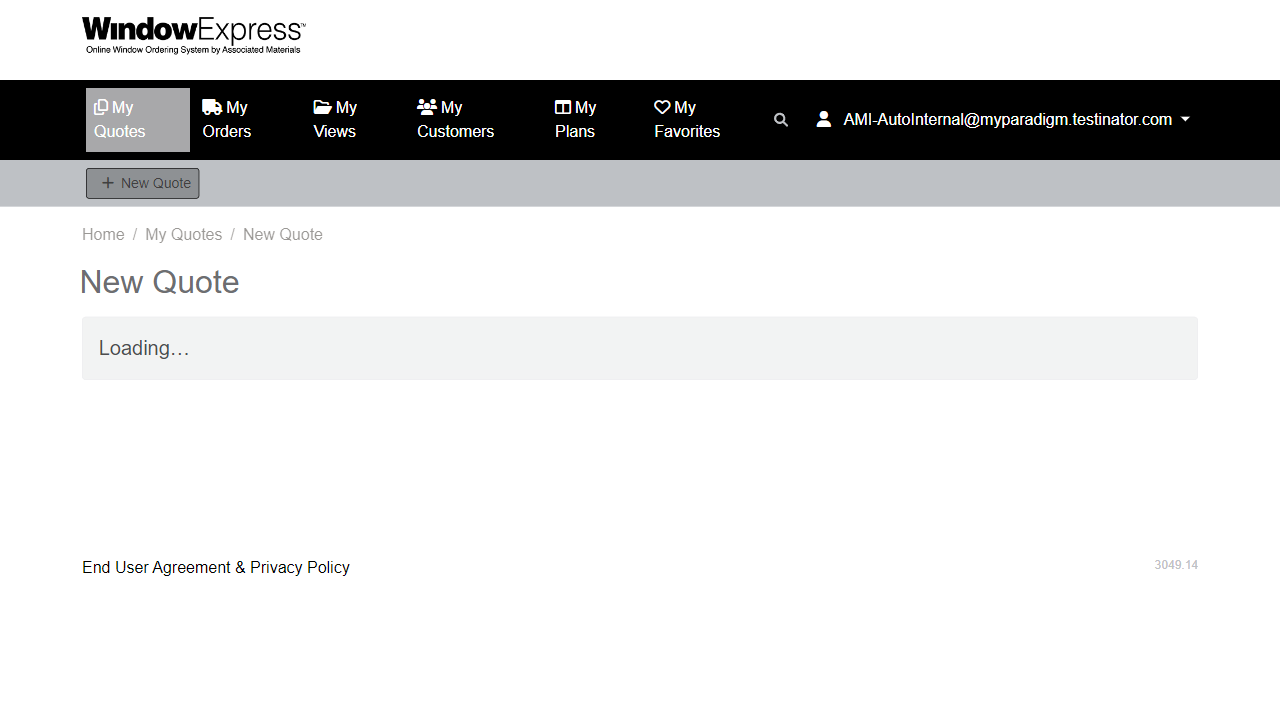 WindowExpress™
Online Window Ordering System by Associated Materials
My Quotes
My Orders
My Views
My Customers
My Plans
My Favorites
AMI-AutoInternal@myparadigm.testinator.com
+ New Quote
Home / My Quotes / New Quote
New Quote
Loading…
End User Agreement & Privacy Policy
3049.14